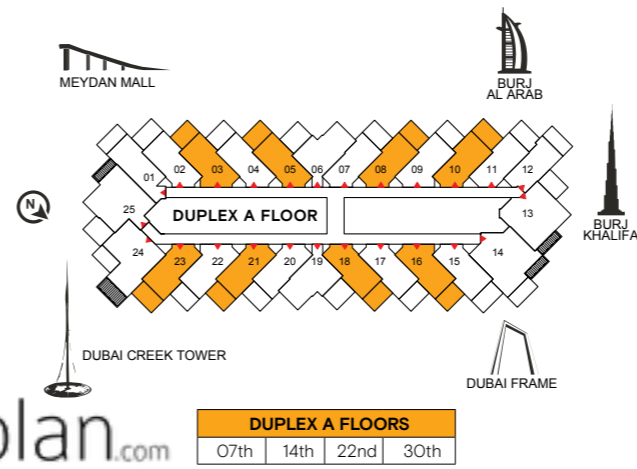 MEYDAN MALL
BURJ
AL ARAB
BURJ
KHALIFA
01 02 03 04 05 06 07 08 09 10 11 12
N
25
DUPLEX A FLOOR
13
24 23 22 21 20 19 18 17 16 15 14
DUBAI CREEK TOWER
DUBAI FRAME
plan.com
DUPLEX A FLOORS
07th 14th 22nd 30th